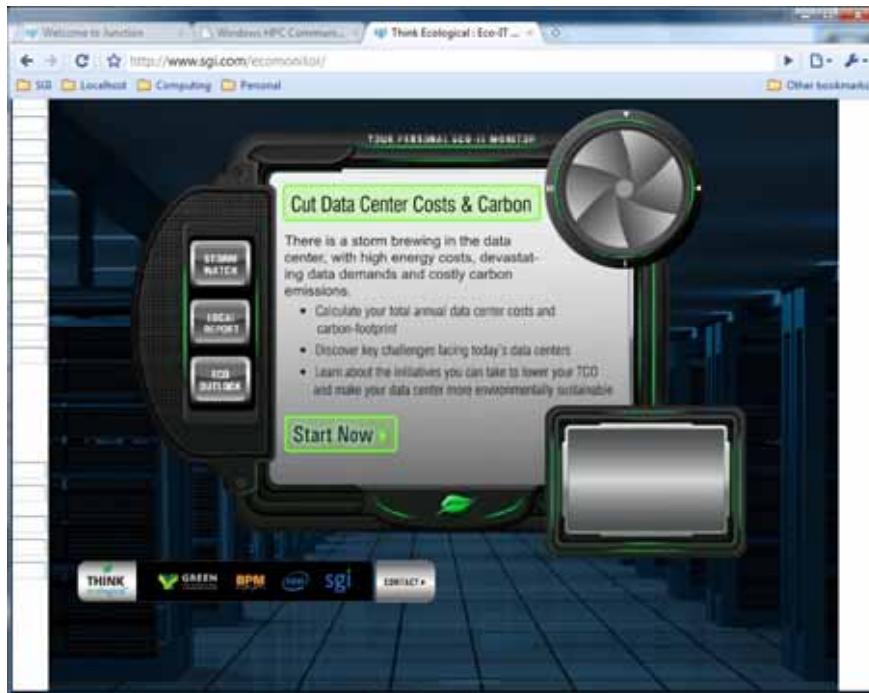 Welcome to Junction
Windows HPC Communi...
Think Ecological : Eco-IT ...
http://www.sgi.com/ecomonitor/
SGI
Localhost
Computing
Personal
Other bookmarks
YOUR PERSONAL ECO-IT MONITOR
Cut Data Center Costs & Carbon
There is a storm brewing in the data
center, with high energy costs, devastat-
ing data demands and costly carbon
emissions.
• Calculate your total annual data center costs and
carbon-footprint
• Discover key challenges facing today's data centers
• Learn about the initiatives you can take to lower your TCO
and make your data center more environmentally sustainable
Start Now
STORM
WATCH
LOCAL
REPORT
TCO
OUTLOOK
THINK
ecological
GREEN
BPM
intel
sgi
CONTACT